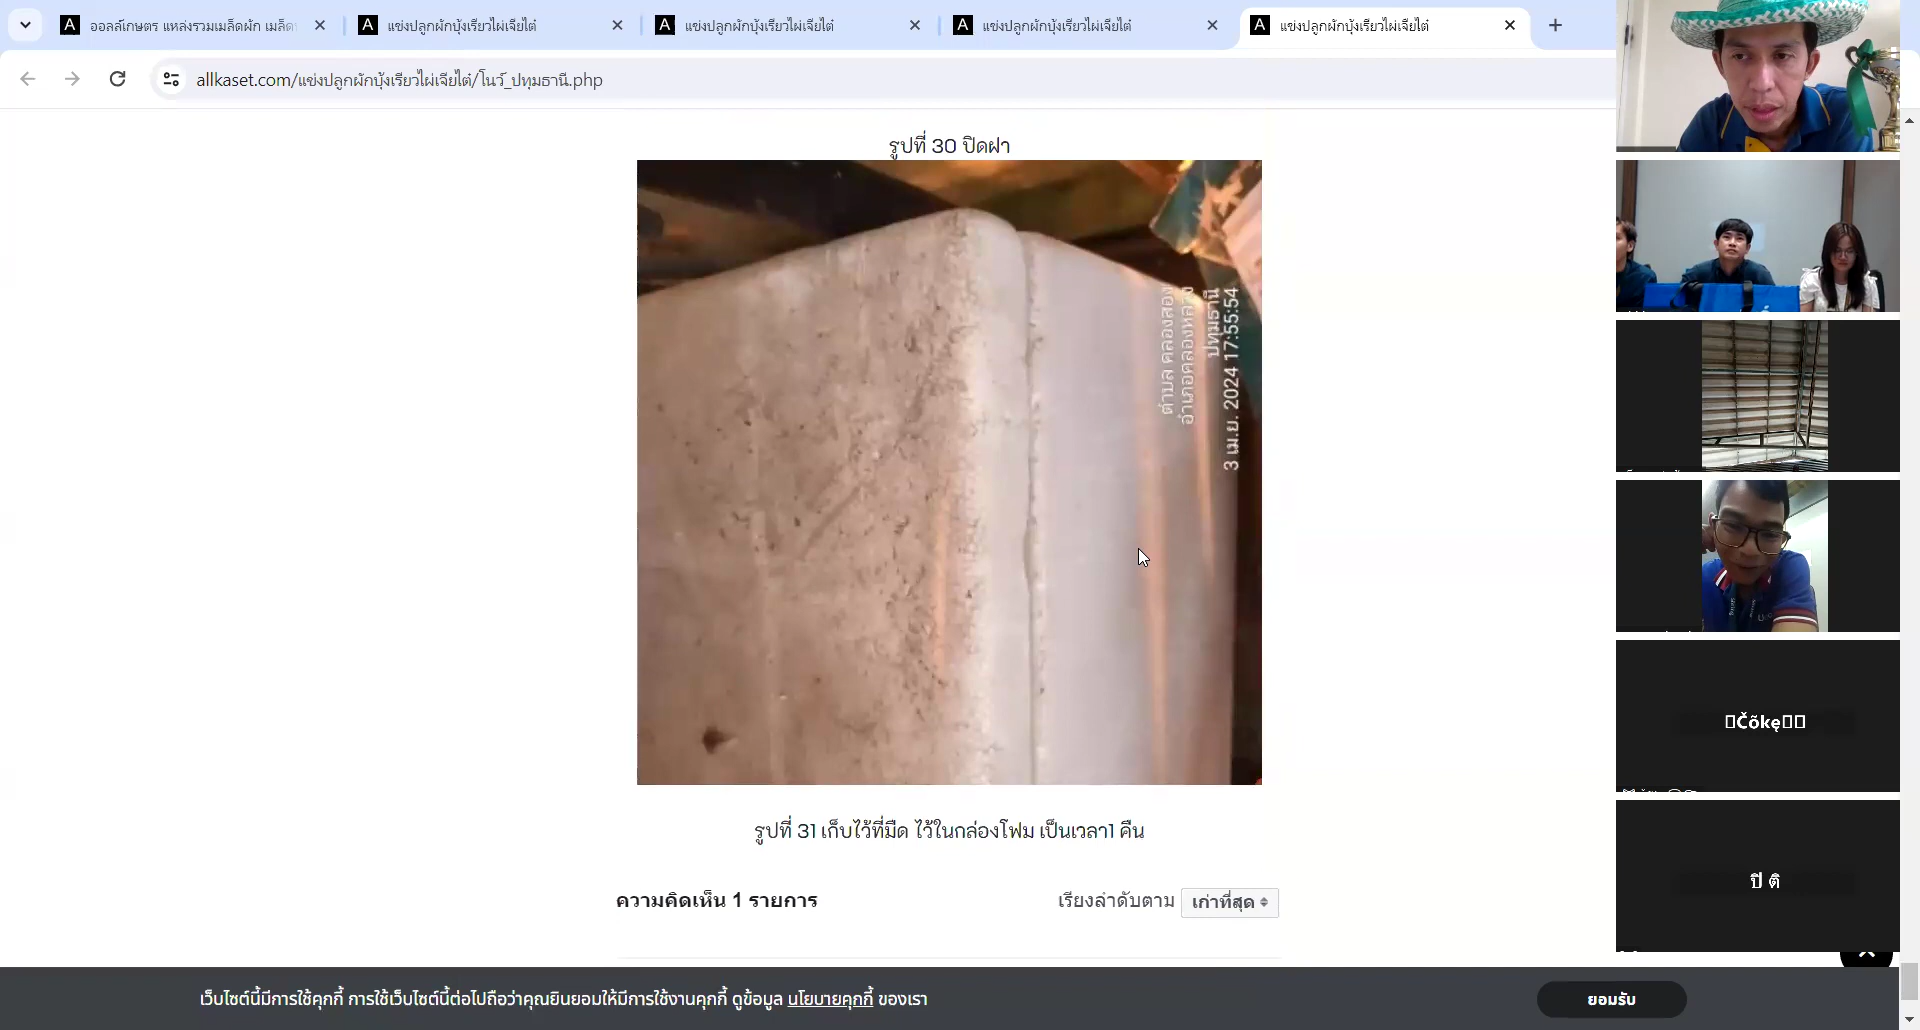 ออลล์เกษตร แหล่งรวมเมล็ดผัก เมล็ด
แข่งปลูกผักบุ้งเรียวไผ่เจียไต๋
แข่งปลูกผักบุ้งเรียวไผ่เจียไต๋
แข่งปลูกผักบุ้งเรียวไผ่เจียไต๋
แข่งปลูกผักบุ้งเรียวไผ่เจียไต๋
allkaset.com/แข่งปลูกผักบุ้งเรียวไผ่เจียไต๋/โนว์_ปทุมธานี.php
รูปที่ 30 ปิดฝา
ตำบล คลองสอง
อำเภอคลองหลวง
ปทุมธานี
3 เม.ย. 2024 17:55:54
รูปที่ 31 เก็บไว้ที่มืด ไว้ในกล่องโฟม เป็นเวลา1 คืน
ความคิดเห็น 1 รายการ
เรียงลำดับตาม เก่าที่สุด
Čõkę
ปิ ติ
เว็บไซต์นี้มีการใช้คุกกี้ การใช้เว็บไซต์นี้ต่อไปถือว่าคุณยินยอมให้มีการใช้งานคุกกี้ ดูข้อมูล นโยบายคุกกี้ ของเรา
ยอมรับ